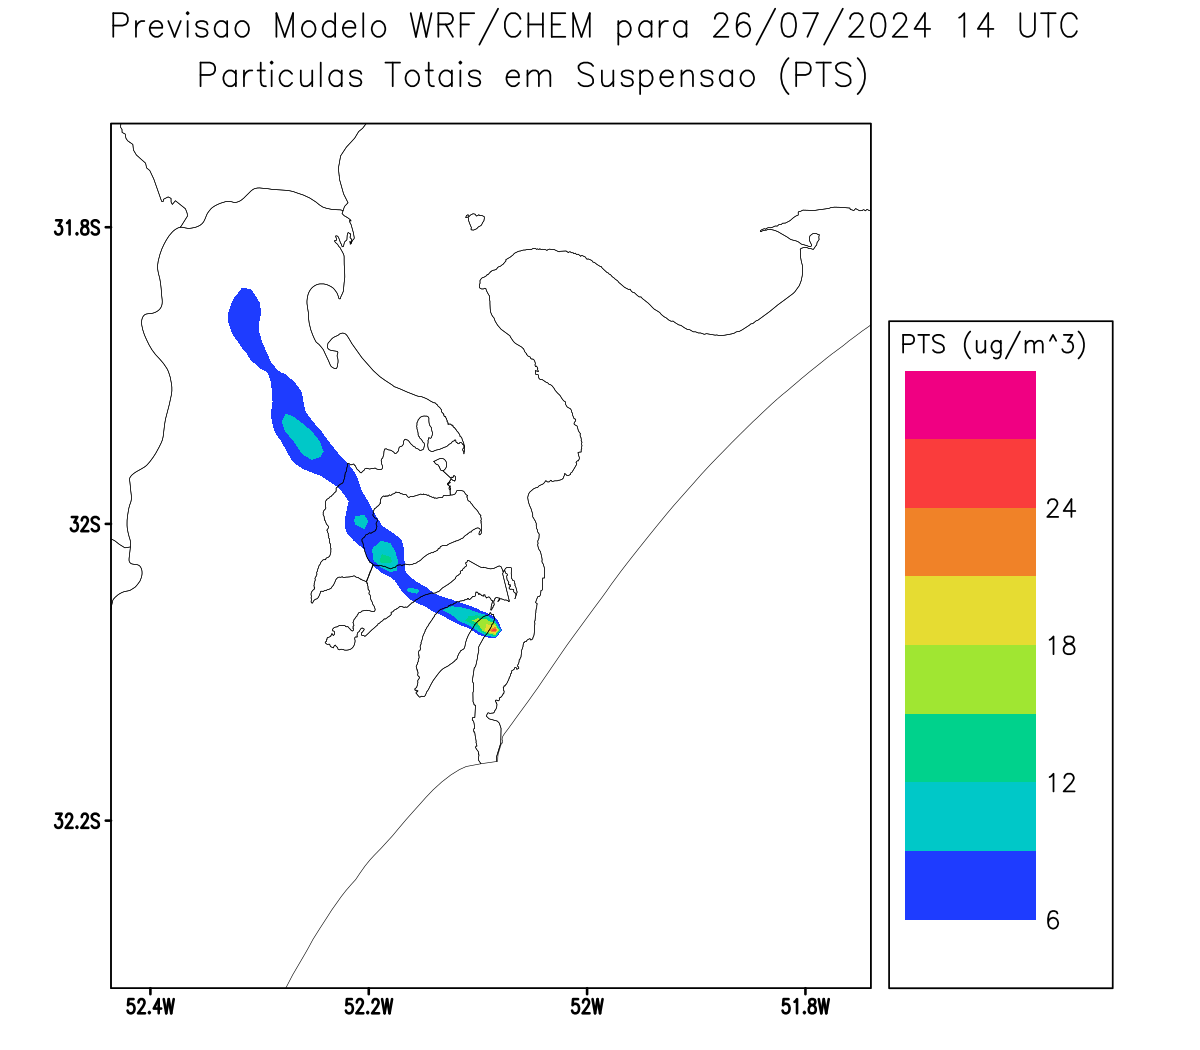 Previsao Modelo WRF/CHEM para 26/07/2024 14 UTC
Particulas Totais em Suspensao (PTS)
31.8S
32S
32.2S
52.4W
52.2W
52W
51.8W
PTS (ug/m^3)
24
18
12
6